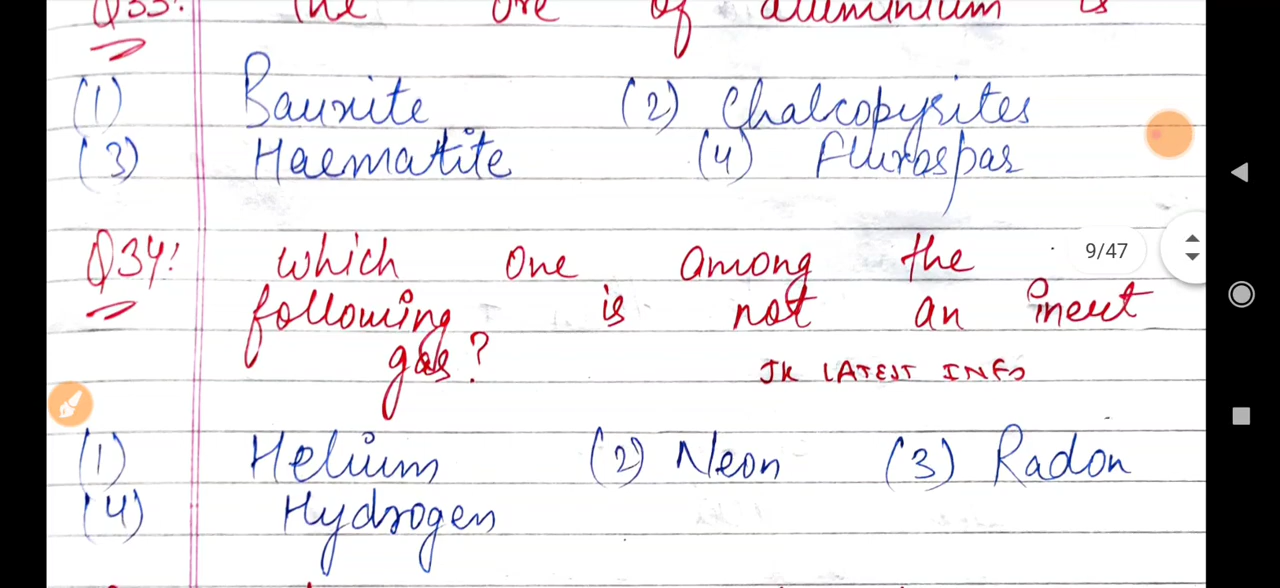 Q33: The ore of aluminium is
(1) Bauxite (2) Chalcopyrites
(3) Haematite (4) Flurospar
Q34: Which one among the
following is not an inert
gas?
JK LATEST INFO
(1) Helium (2) Neon (3) Radon
(4) Hydrogen
9/47